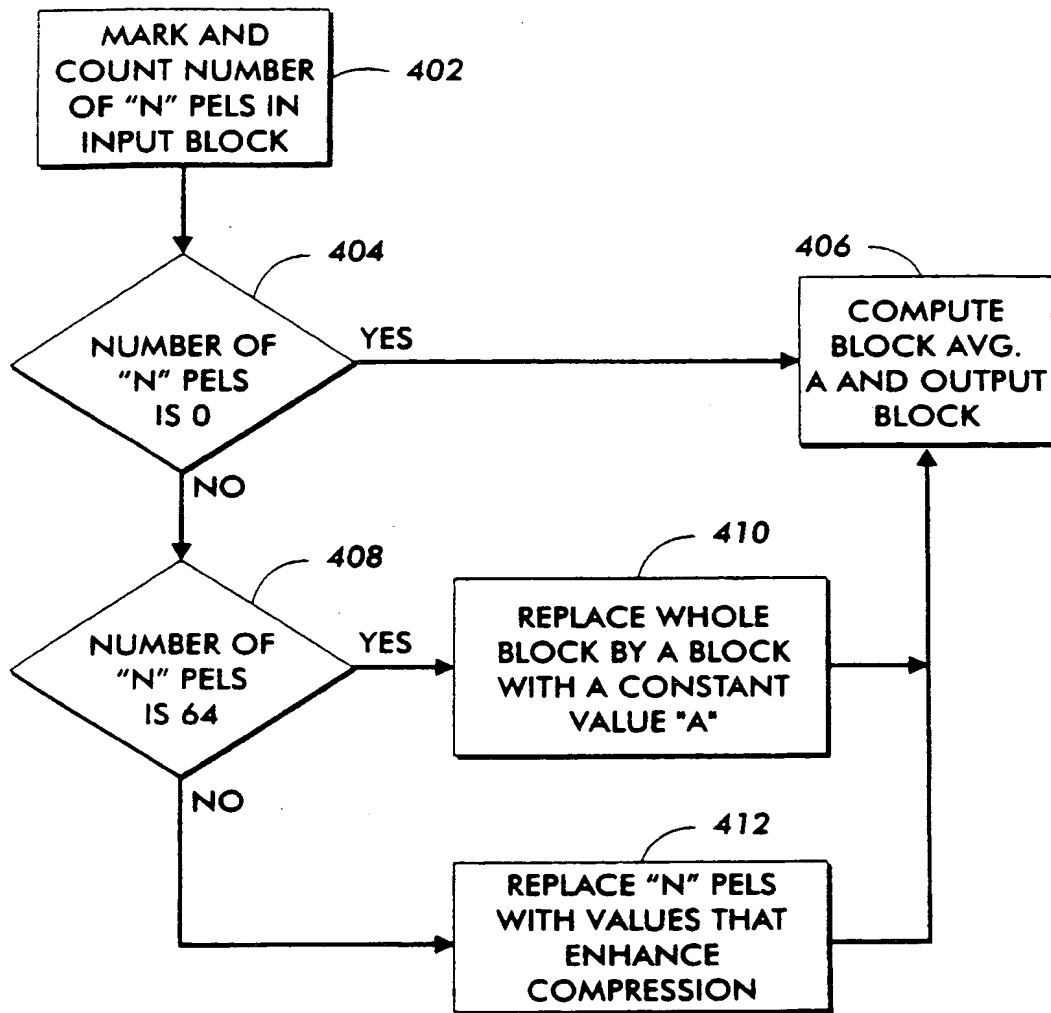 MARK AND
COUNT NUMBER
OF "N" PELS IN
INPUT BLOCK
402
404
NUMBER OF
"N" PELS
IS 0
YES
NO
406
COMPUTE
BLOCK AVG.
A AND OUTPUT
BLOCK
408
NUMBER OF
"N" PELS
IS 64
YES
NO
410
REPLACE WHOLE
BLOCK BY A BLOCK
WITH A CONSTANT
VALUE "A"
412
REPLACE "N" PELS
WITH VALUES THAT
ENHANCE
COMPRESSION